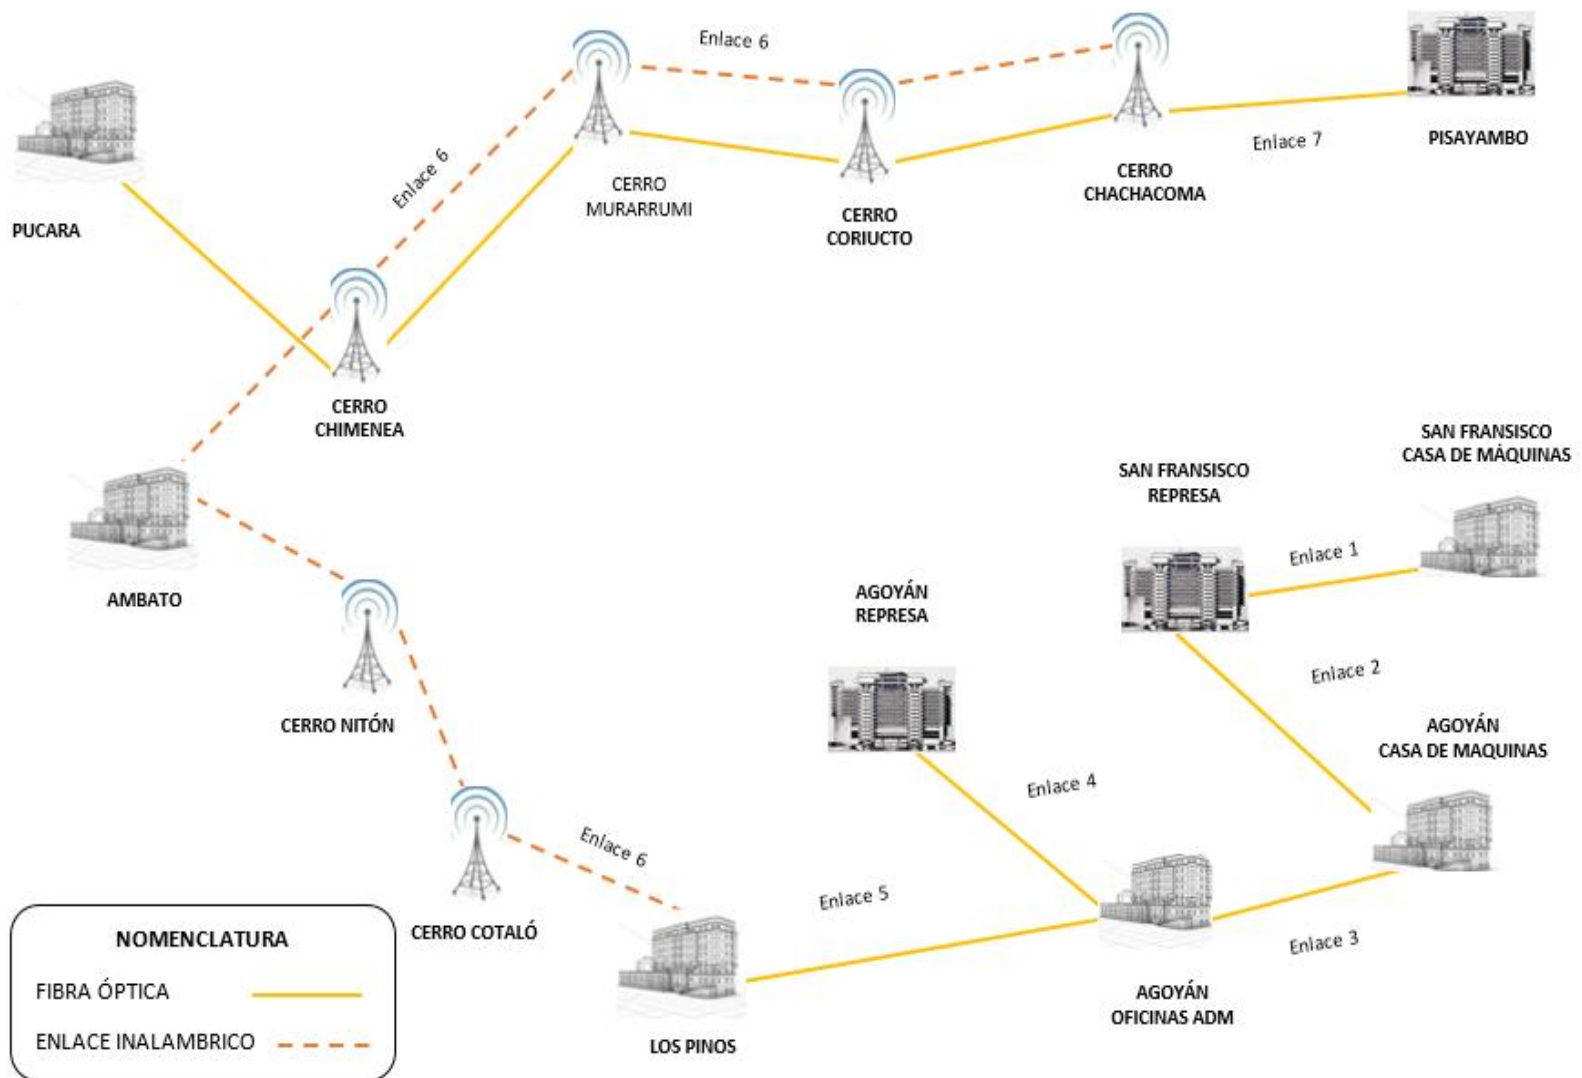 Enlace 6
PISAYAMBO
Enlace 7
CERRO
CHACHACOMA
CERRO
CORIUCTO
CERRO
MURARRUMI
Enlace 6
PUCARA
CERRO
CHIMENEA
AMBATO
CERRO NITÓN
CERRO COTALÓ
Enlace 6
LOS PINOS
SAN FRANSISCO
CASA DE MÁQUINAS
SAN FRANSISCO
REPRESA
Enlace 1
AGOYÁN
REPRESA
Enlace 2
AGOYÁN
CASA DE MAQUINAS
Enlace 4
Enlace 5
Enlace 3
AGOYÁN
OFICINAS ADM
NOMENCLATURA
FIBRA ÓPTICA
ENLACE INALAMBRICO